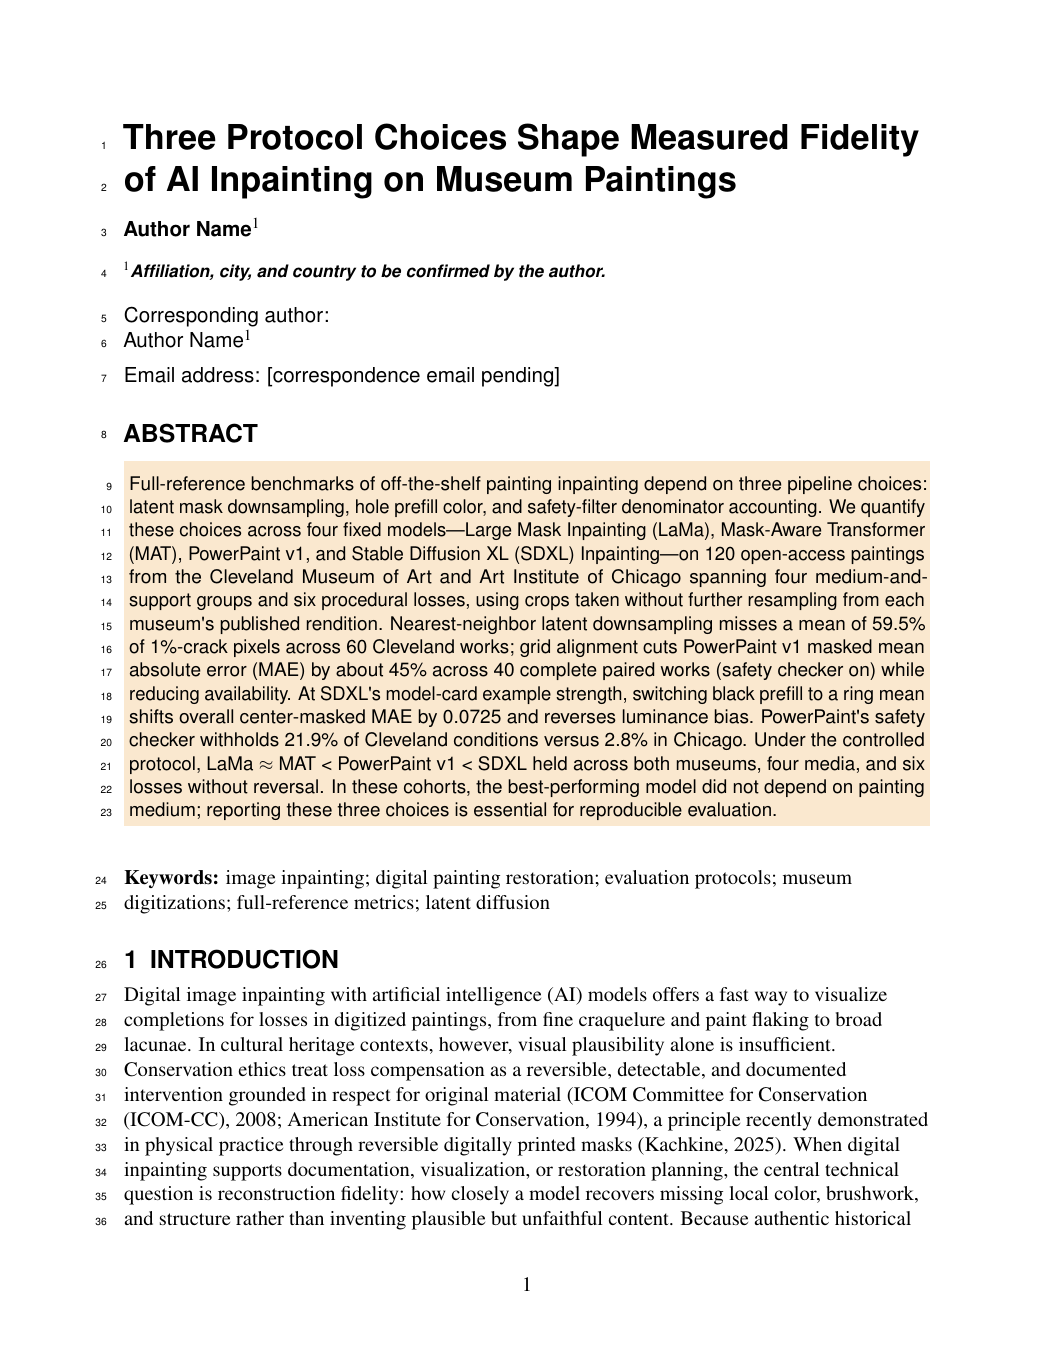 1 Three Protocol Choices Shape Measured Fidelity
2 of AI Inpainting on Museum Paintings
3 Author Name1
4 1Affiliation, city, and country to be confirmed by the author.
5 Corresponding author:
6 Author Name1
7 Email address: [correspondence email pending]
8 ABSTRACT
9 Full-reference benchmarks of off-the-shelf painting inpainting depend on three pipeline choices:
10 latent mask downsampling, hole prefill color, and safety-filter denominator accounting. We quantify
11 these choices across four fixed models—Large Mask Inpainting (LaMa), Mask-Aware Transformer
12 (MAT), PowerPaint v1, and Stable Diffusion XL (SDXL) Inpainting—on 120 open-access paintings
13 from the Cleveland Museum of Art and Art Institute of Chicago spanning four medium-and-
14 support groups and six procedural losses, using crops taken without further resampling from each
15 museum's published rendition. Nearest-neighbor latent downsampling misses a mean of 59.5%
16 of 1%-crack pixels across 60 Cleveland works; grid alignment cuts PowerPaint v1 masked mean
17 absolute error (MAE) by about 45% across 40 complete paired works (safety checker on) while
18 reducing availability. At SDXL's model-card example strength, switching black prefill to a ring mean
19 shifts overall center-masked MAE by 0.0725 and reverses luminance bias. PowerPaint's safety
20 checker withholds 21.9% of Cleveland conditions versus 2.8% in Chicago. Under the controlled
21 protocol, LaMa ≈ MAT < PowerPaint v1 < SDXL held across both museums, four media, and six
22 losses without reversal. In these cohorts, the best-performing model did not depend on painting
23 medium; reporting these three choices is essential for reproducible evaluation.
24 Keywords: image inpainting; digital painting restoration; evaluation protocols; museum
25 digitizations; full-reference metrics; latent diffusion
26 1 INTRODUCTION
27 Digital image inpainting with artificial intelligence (AI) models offers a fast way to visualize
28 completions for losses in digitized paintings, from fine craquelure and paint flaking to broad
29 lacunae. In cultural heritage contexts, however, visual plausibility alone is insufficient.
30 Conservation ethics treat loss compensation as a reversible, detectable, and documented
31 intervention grounded in respect for original material (ICOM Committee for Conservation
32 (ICOM-CC), 2008; American Institute for Conservation, 1994), a principle recently demonstrated
33 in physical practice through reversible digitally printed masks (Kachkine, 2025). When digital
34 inpainting supports documentation, visualization, or restoration planning, the central technical
35 question is reconstruction fidelity: how closely a model recovers missing local color, brushwork,
36 and structure rather than inventing plausible but unfaithful content. Because authentic historical
1